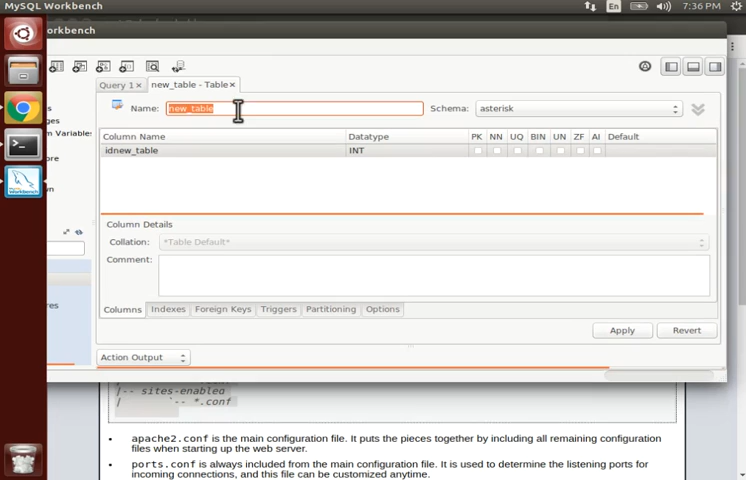 MySQL Workbench
En
7:36 PM
kbench
Query 1 ×
new_table - Table ×
Name: new_table
Schema: asterisk
Column Name
Datatype
PK NN UQ BIN UN ZF AI Default
idnew_table
INT
Column Details
Collation: *Table Default*
Comment:
Columns
Indexes
Foreign Keys
Triggers
Partitioning
Options
Apply
Revert
Action Output
|-- sites-enabled
| `-- *.conf
• apache2.conf is the main configuration file. It puts the pieces together by including all remaining configuration
files when starting up the web server.
• ports.conf is always included from the main configuration file. It is used to determine the listening ports for
incoming connections, and this file can be customized anytime.